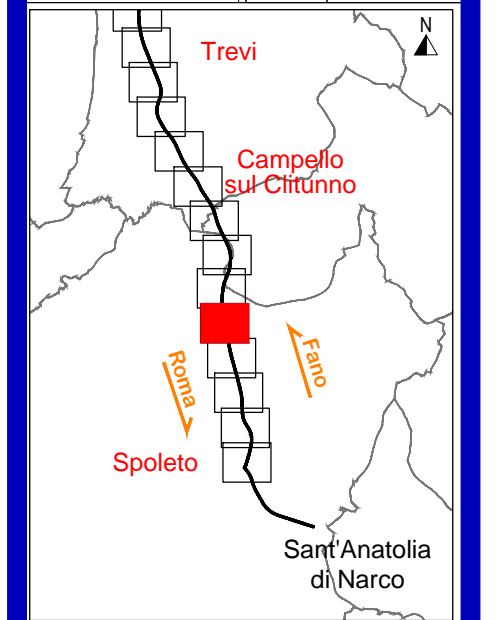 N
Trevi
Campello
sul Clitunno
Fano
Roma
Spoleto
Sant'Anatolia
di Narco